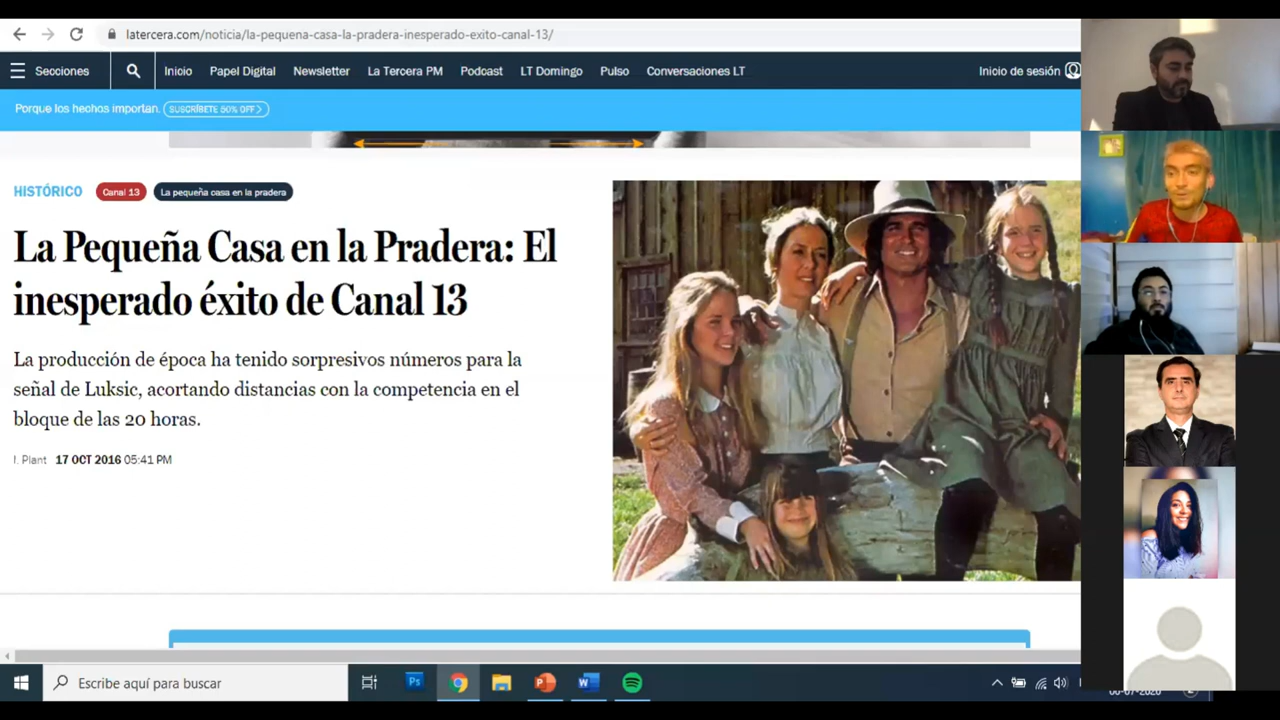 latercera.com/noticia/la-pequena-casa-la-pradera-inesperado-exito-canal-13/
Secciones Inicio Papel Digital Newsletter La Tercera PM Podcast LT Domingo Pulso Conversaciones LT Inicio de sesión
Porque los hechos importan. SUSCRÍBETE 50% OFF >
HISTÓRICO Canal 13 La pequeña casa en la pradera
La Pequeña Casa en la Pradera: El
inesperado éxito de Canal 13
La producción de época ha tenido sorpresivos números para la
señal de Luksic, acortando distancias con la competencia en el
bloque de las 20 horas.
I. Plant 17 OCT 2016 05:41 PM
Escribe aquí para buscar
Ps